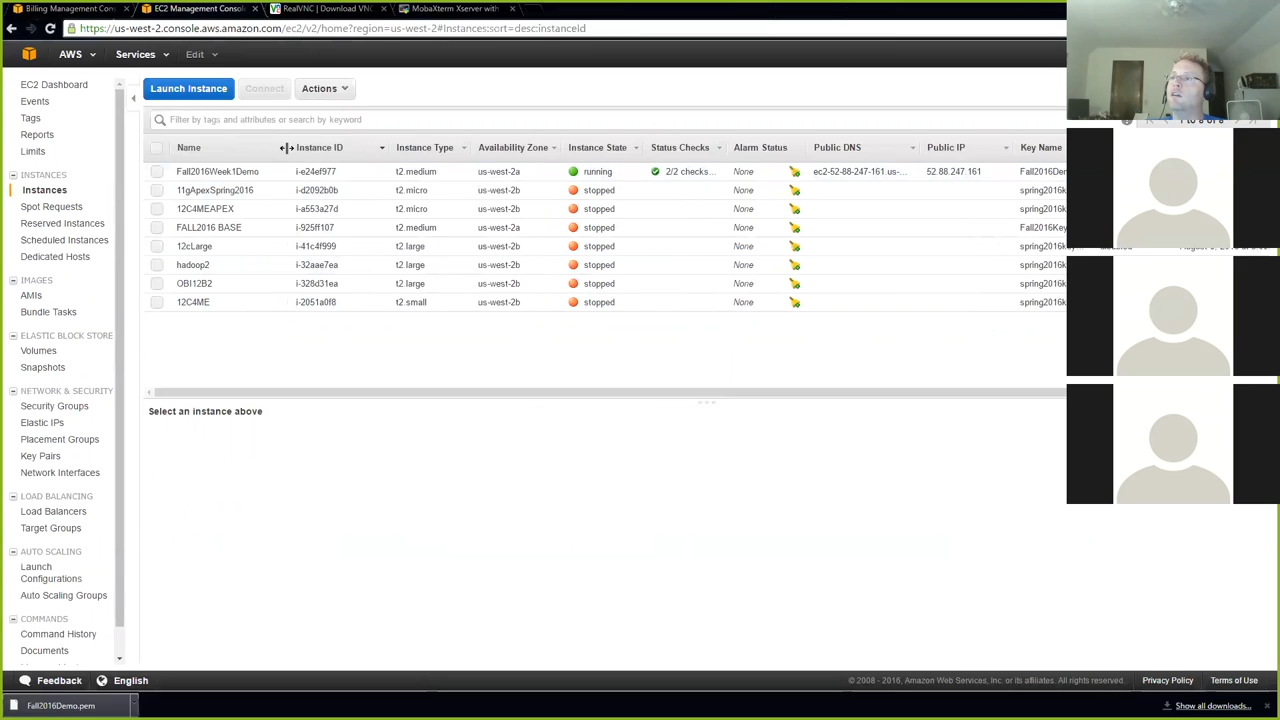 Billing Management Con × EC2 Management Consol × RealVNC | Download VNC × MobaXterm Xserver with ×
https://us-west-2.console.aws.amazon.com/ec2/v2/home?region=us-west-2#Instances:sort=desc:instanceId
AWS Services Edit
EC2 Dashboard
Events
Tags
Reports
Limits
INSTANCES
Instances
Spot Requests
Reserved Instances
Scheduled Instances
Dedicated Hosts
IMAGES
AMIs
Bundle Tasks
ELASTIC BLOCK STORE
Volumes
Snapshots
NETWORK & SECURITY
Security Groups
Elastic IPs
Placement Groups
Key Pairs
Network Interfaces
LOAD BALANCING
Load Balancers
Target Groups
AUTO SCALING
Launch
Configurations
Auto Scaling Groups
COMMANDS
Command History
Documents
Launch Instance Connect Actions
Filter by tags and attributes or search by keyword
Name Instance ID Instance Type Availability Zone Instance State Status Checks Alarm Status Public DNS Public IP Key Name
Fall2016Week1Demo i-e24ef977 t2.medium us-west-2a running 2/2 checks... None ec2-52-88-247-161.us-... 52.88.247.161 Fall2016De
11gApexSpring2016 i-d2092b0b t2.micro us-west-2b stopped None spring2016k
12C4MEAPEX i-a553a27d t2.micro us-west-2b stopped None spring2016k
FALL2016 BASE i-925ff107 t2.medium us-west-2a stopped None Fall2016Key
12cLarge i-41c4f999 t2.large us-west-2b stopped None spring2016k
hadoop2 i-32aae7ea t2.large us-west-2b stopped None spring2016k
OBI12B2 i-328d31ea t2.large us-west-2b stopped None spring2016k
12C4ME i-2051a0f8 t2.small us-west-2b stopped None spring2016k
Select an instance above
Feedback English © 2008 - 2016, Amazon Web Services, Inc. or its affiliates. All rights reserved. Privacy Policy Terms of Use
Fall2016Demo.pem Show all downloads...